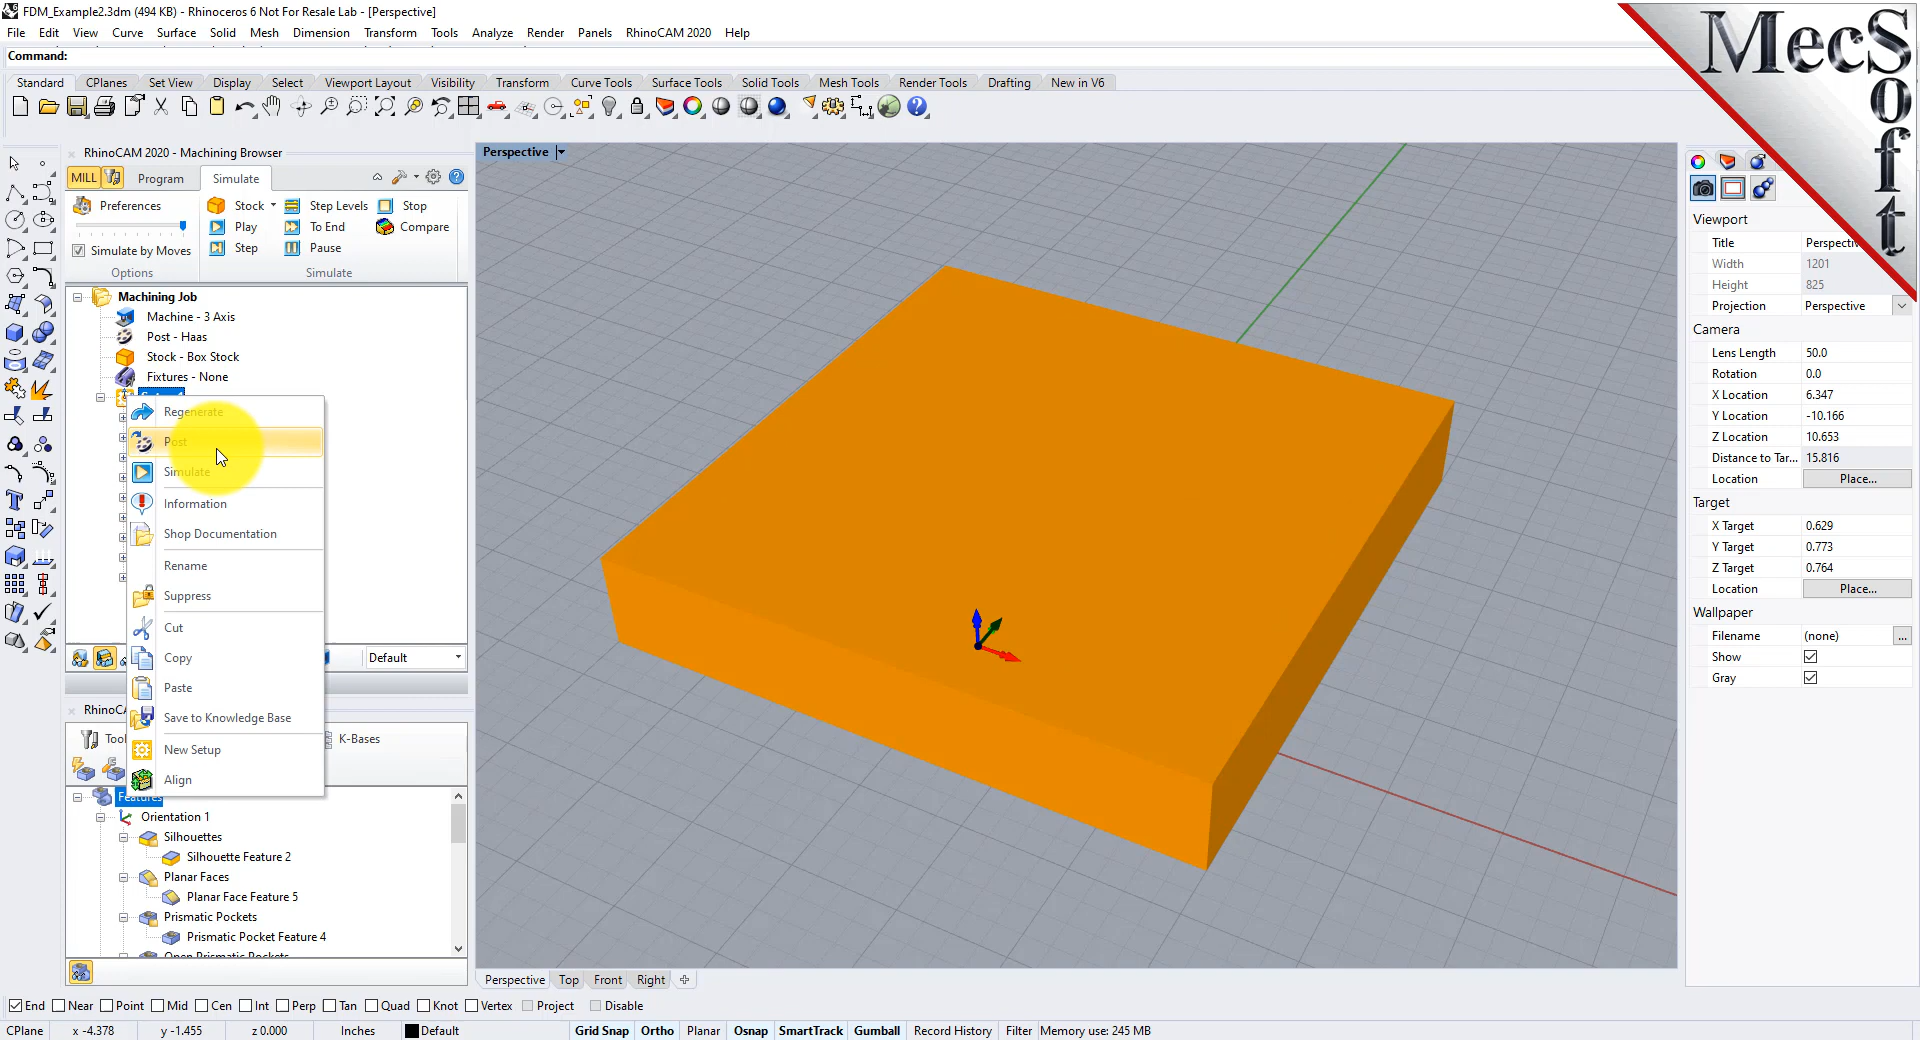 FDM_Example2.3dm (494 KB) - Rhinoceros 6 Not For Resale Lab - [Perspective]
File Edit View Curve Surface Solid Mesh Dimension Transform Tools Analyze Render Panels RhinoCAM 2020 Help
Command:
Standard CPlanes Set View Display Select Viewport Layout Visibility Transform Curve Tools Surface Tools Solid Tools Mesh Tools Render Tools Drafting New in V6
MecSoft
RhinoCAM 2020 - Machining Browser
MILL Program Simulate
Preferences Stock Step Levels Stop
Play To End Compare
Simulate by Moves Step Pause
Options Simulate
Machining Job
Machine - 3 Axis
Post - Haas
Stock - Box Stock
Fixtures - None
Regenerate
Post
Simulate
Information
Shop Documentation
Rename
Suppress
Cut
Copy
Paste
Save to Knowledge Base
New Setup
Align
Default
RhinoCA
Tool K-Bases
Features
Orientation 1
Silhouettes
Silhouette Feature 2
Planar Faces
Planar Face Feature 5
Prismatic Pockets
Prismatic Pocket Feature 4
Open Prismatic Pockets
Perspective
Viewport
Title Perspective
Width 1201
Height 825
Projection Perspective
Camera
Lens Length 50.0
Rotation 0.0
X Location 6.347
Y Location -10.166
Z Location 10.653
Distance to Tar... 15.816
Location Place...
Target
X Target 0.629
Y Target 0.773
Z Target 0.764
Location Place...
Wallpaper
Filename (none) ...
Show
Gray
Perspective Top Front Right
End Near Point Mid Cen Int Perp Tan Quad Knot Vertex Project Disable
CPlane x -4.378 y -1.455 z 0.000 Inches Default Grid Snap Ortho Planar Osnap SmartTrack Gumball Record History Filter Memory use: 245 MB